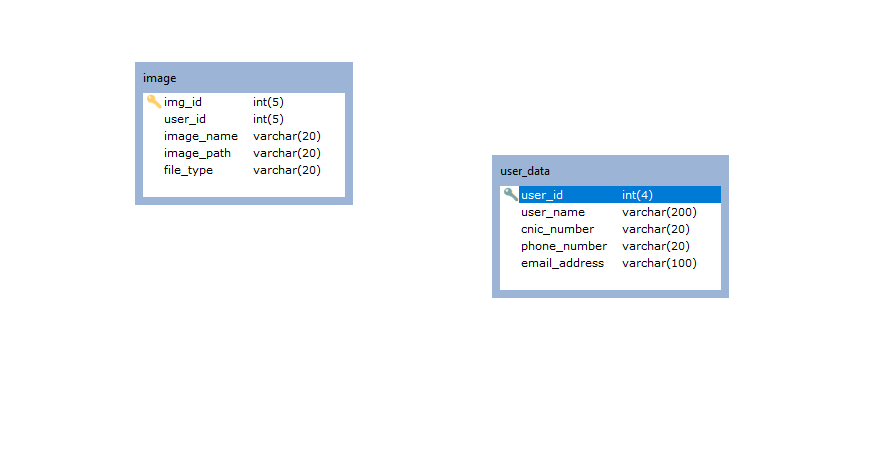 image
img_id int(5)
user_id int(5)
image_name varchar(20)
image_path varchar(20)
file_type varchar(20)
user_data
user_id int(4)
user_name varchar(200)
cnic_number varchar(20)
phone_number varchar(20)
email_address varchar(100)